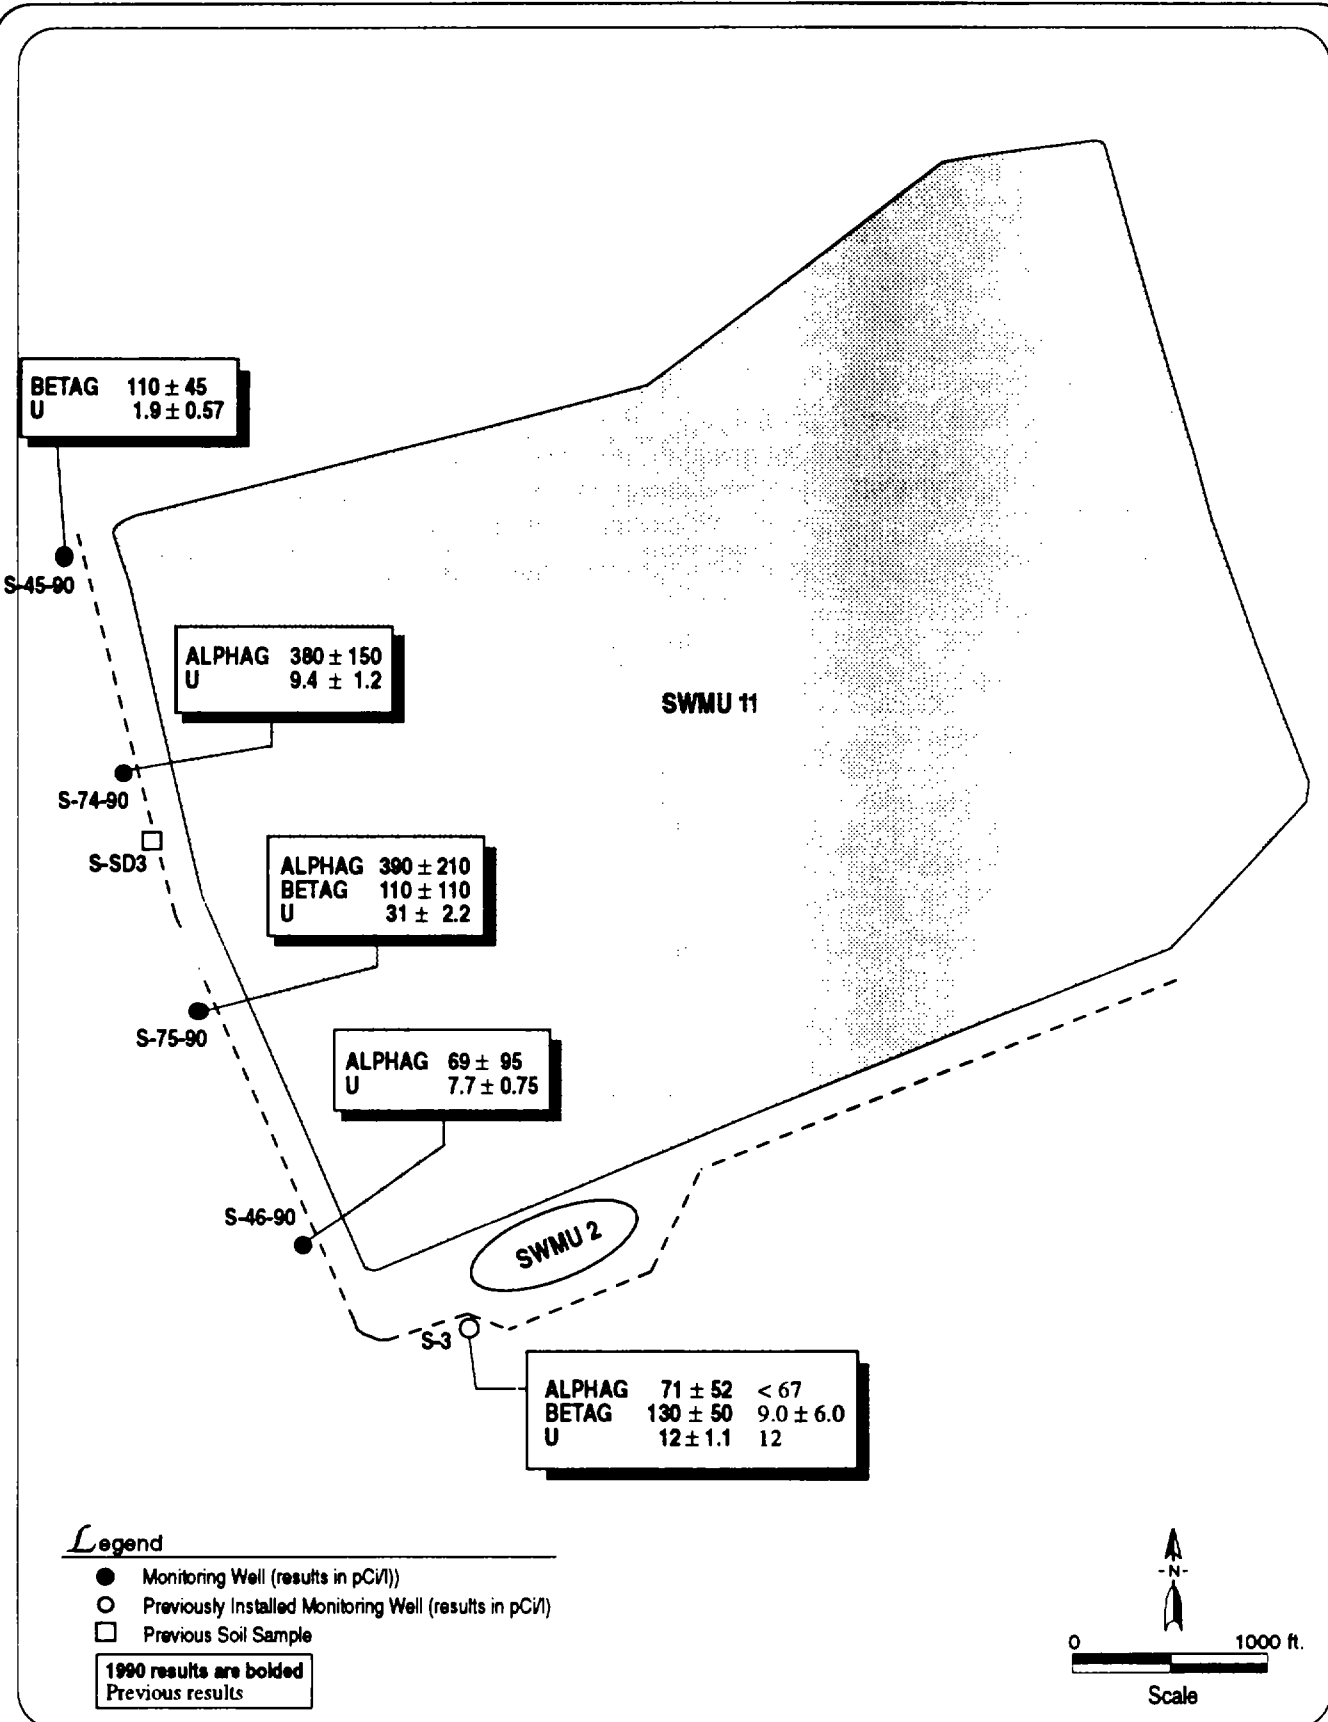 BETAG 110 ± 45
U 1.9 ± 0.57
S-45-90
ALPHAG 380 ± 150
U 9.4 ± 1.2
SWMU 11
S-74-90
S-SD3
ALPHAG 390 ± 210
BETAG 110 ± 110
U 31 ± 2.2
S-75-90
ALPHAG 69 ± 95
U 7.7 ± 0.75
S-46-90
SWMU 2
S-3
ALPHAG 71 ± 52 < 67
BETAG 130 ± 50 9.0 ± 6.0
U 12 ± 1.1 12
Legend
Monitoring Well (results in pCi/l))
Previously Installed Monitoring Well (results in pCi/l)
Previous Soil Sample
1990 results are bolded
Previous results
-N-
0 1000 ft.
Scale